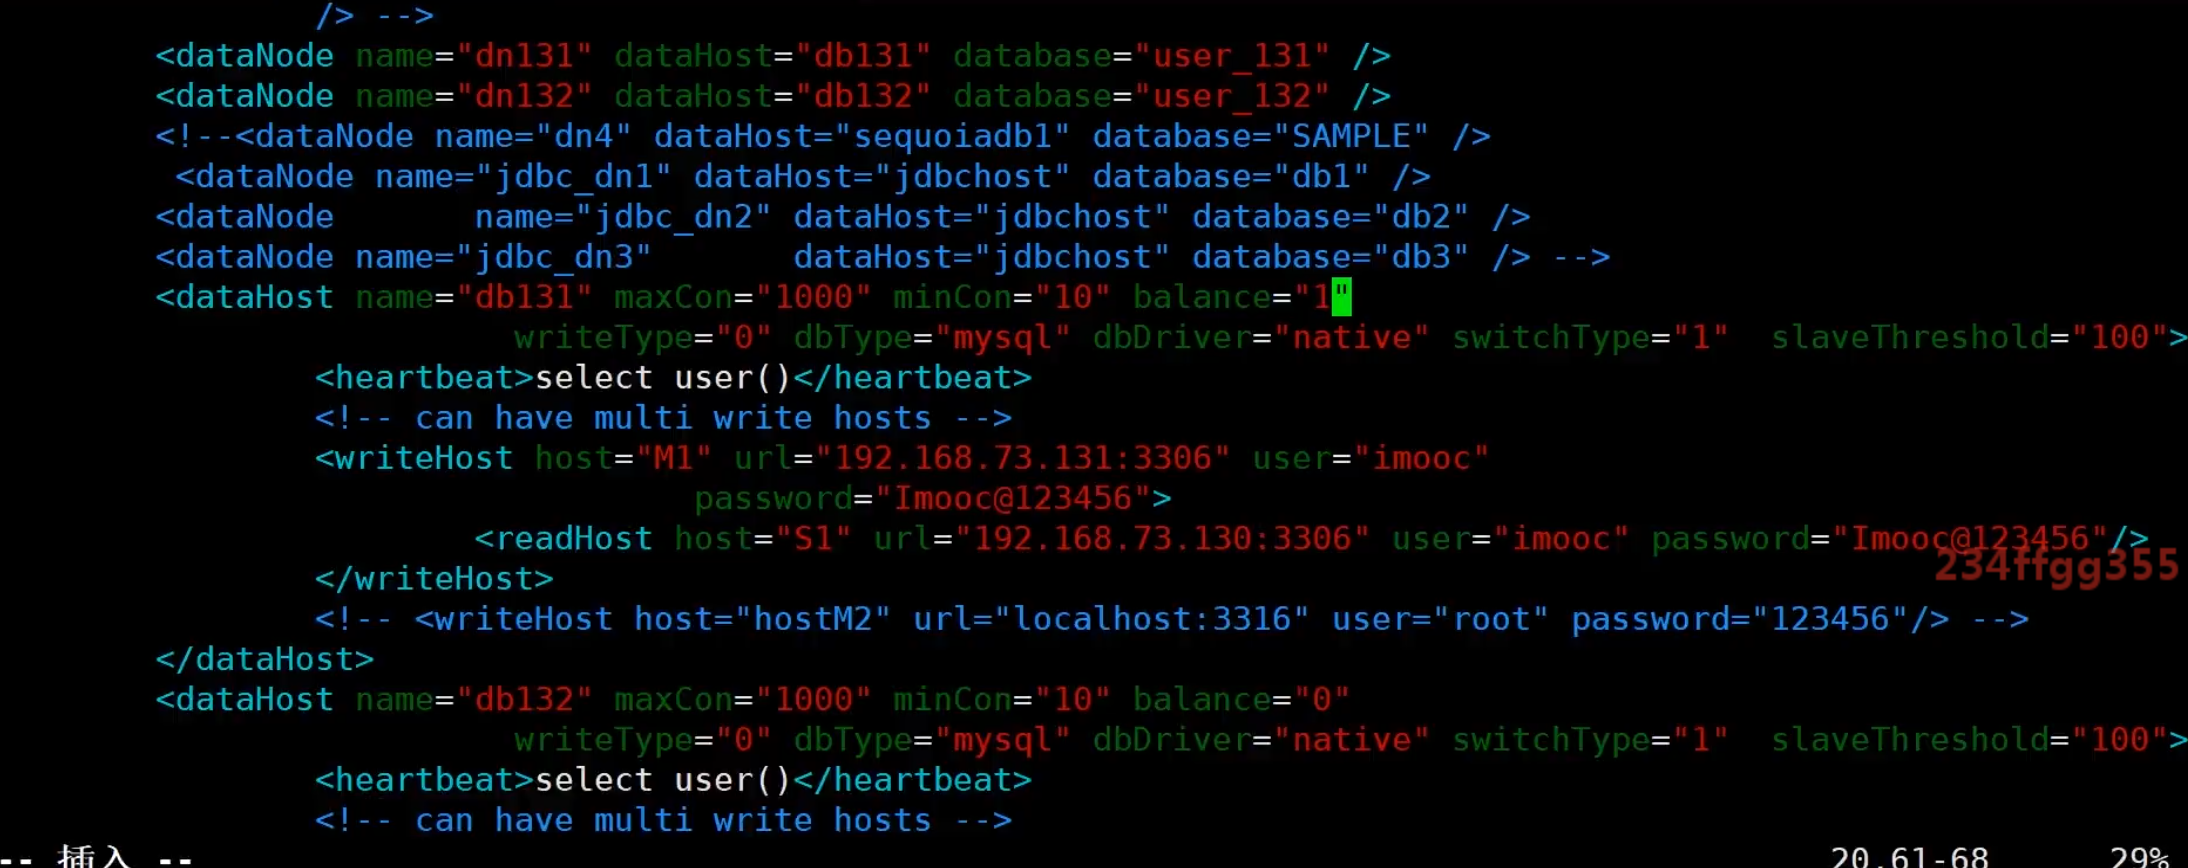 /> -->
<dataNode name="dn131" dataHost="db131" database="user_131" />
<dataNode name="dn132" dataHost="db132" database="user_132" />
<!--<dataNode name="dn4" dataHost="sequoiadb1" database="SAMPLE" />
<dataNode name="jdbc_dn1" dataHost="jdbchost" database="db1" />
<dataNode name="jdbc_dn2" dataHost="jdbchost" database="db2" />
<dataNode name="jdbc_dn3" dataHost="jdbchost" database="db3" /> -->
<dataHost name="db131" maxCon="1000" minCon="10" balance="1"
writeType="0" dbType="mysql" dbDriver="native" switchType="1" slaveThreshold="100">
<heartbeat>select user()</heartbeat>
<!-- can have multi write hosts -->
<writeHost host="M1" url="192.168.73.131:3306" user="imooc"
password="Imooc@123456">
<readHost host="S1" url="192.168.73.130:3306" user="imooc" password="Imooc@123456"/>
234ffgg355
</writeHost>
<!-- <writeHost host="hostM2" url="localhost:3316" user="root" password="123456"/> -->
</dataHost>
<dataHost name="db132" maxCon="1000" minCon="10" balance="0"
writeType="0" dbType="mysql" dbDriver="native" switchType="1" slaveThreshold="100">
<heartbeat>select user()</heartbeat>
<!-- can have multi write hosts -->
-- 插入 -- 20,61-68 29%